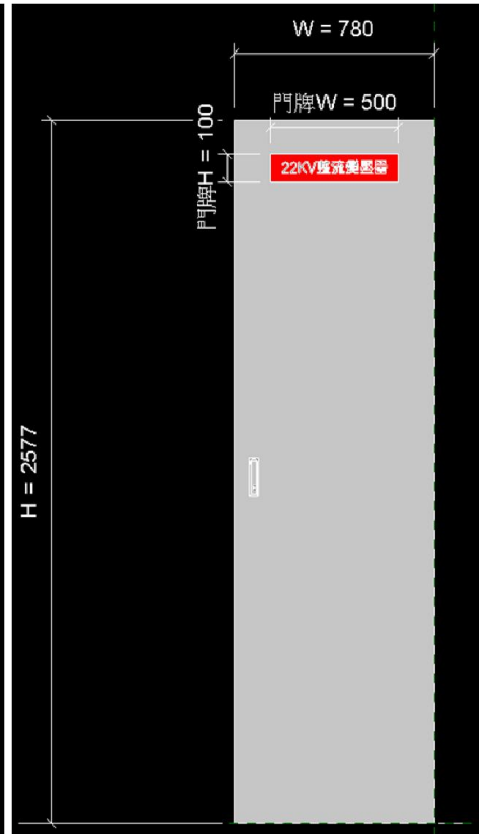 W = 780
門牌W = 500
門牌H = 100
22KV整流變壓器
H = 2577